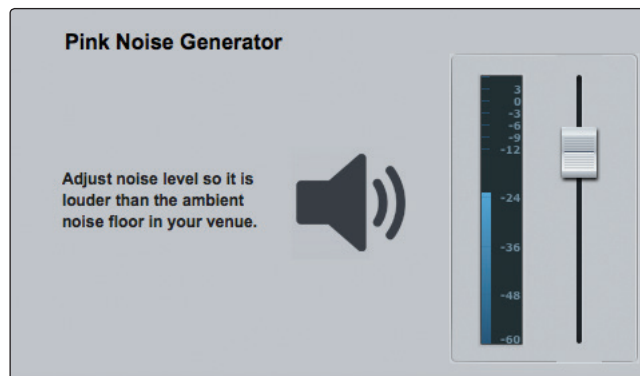 Pink Noise Generator
Adjust noise level so it is
louder than the ambient
noise floor in your venue.
3
0
-3
-6
-9
-12
-24
-36
-48
-60